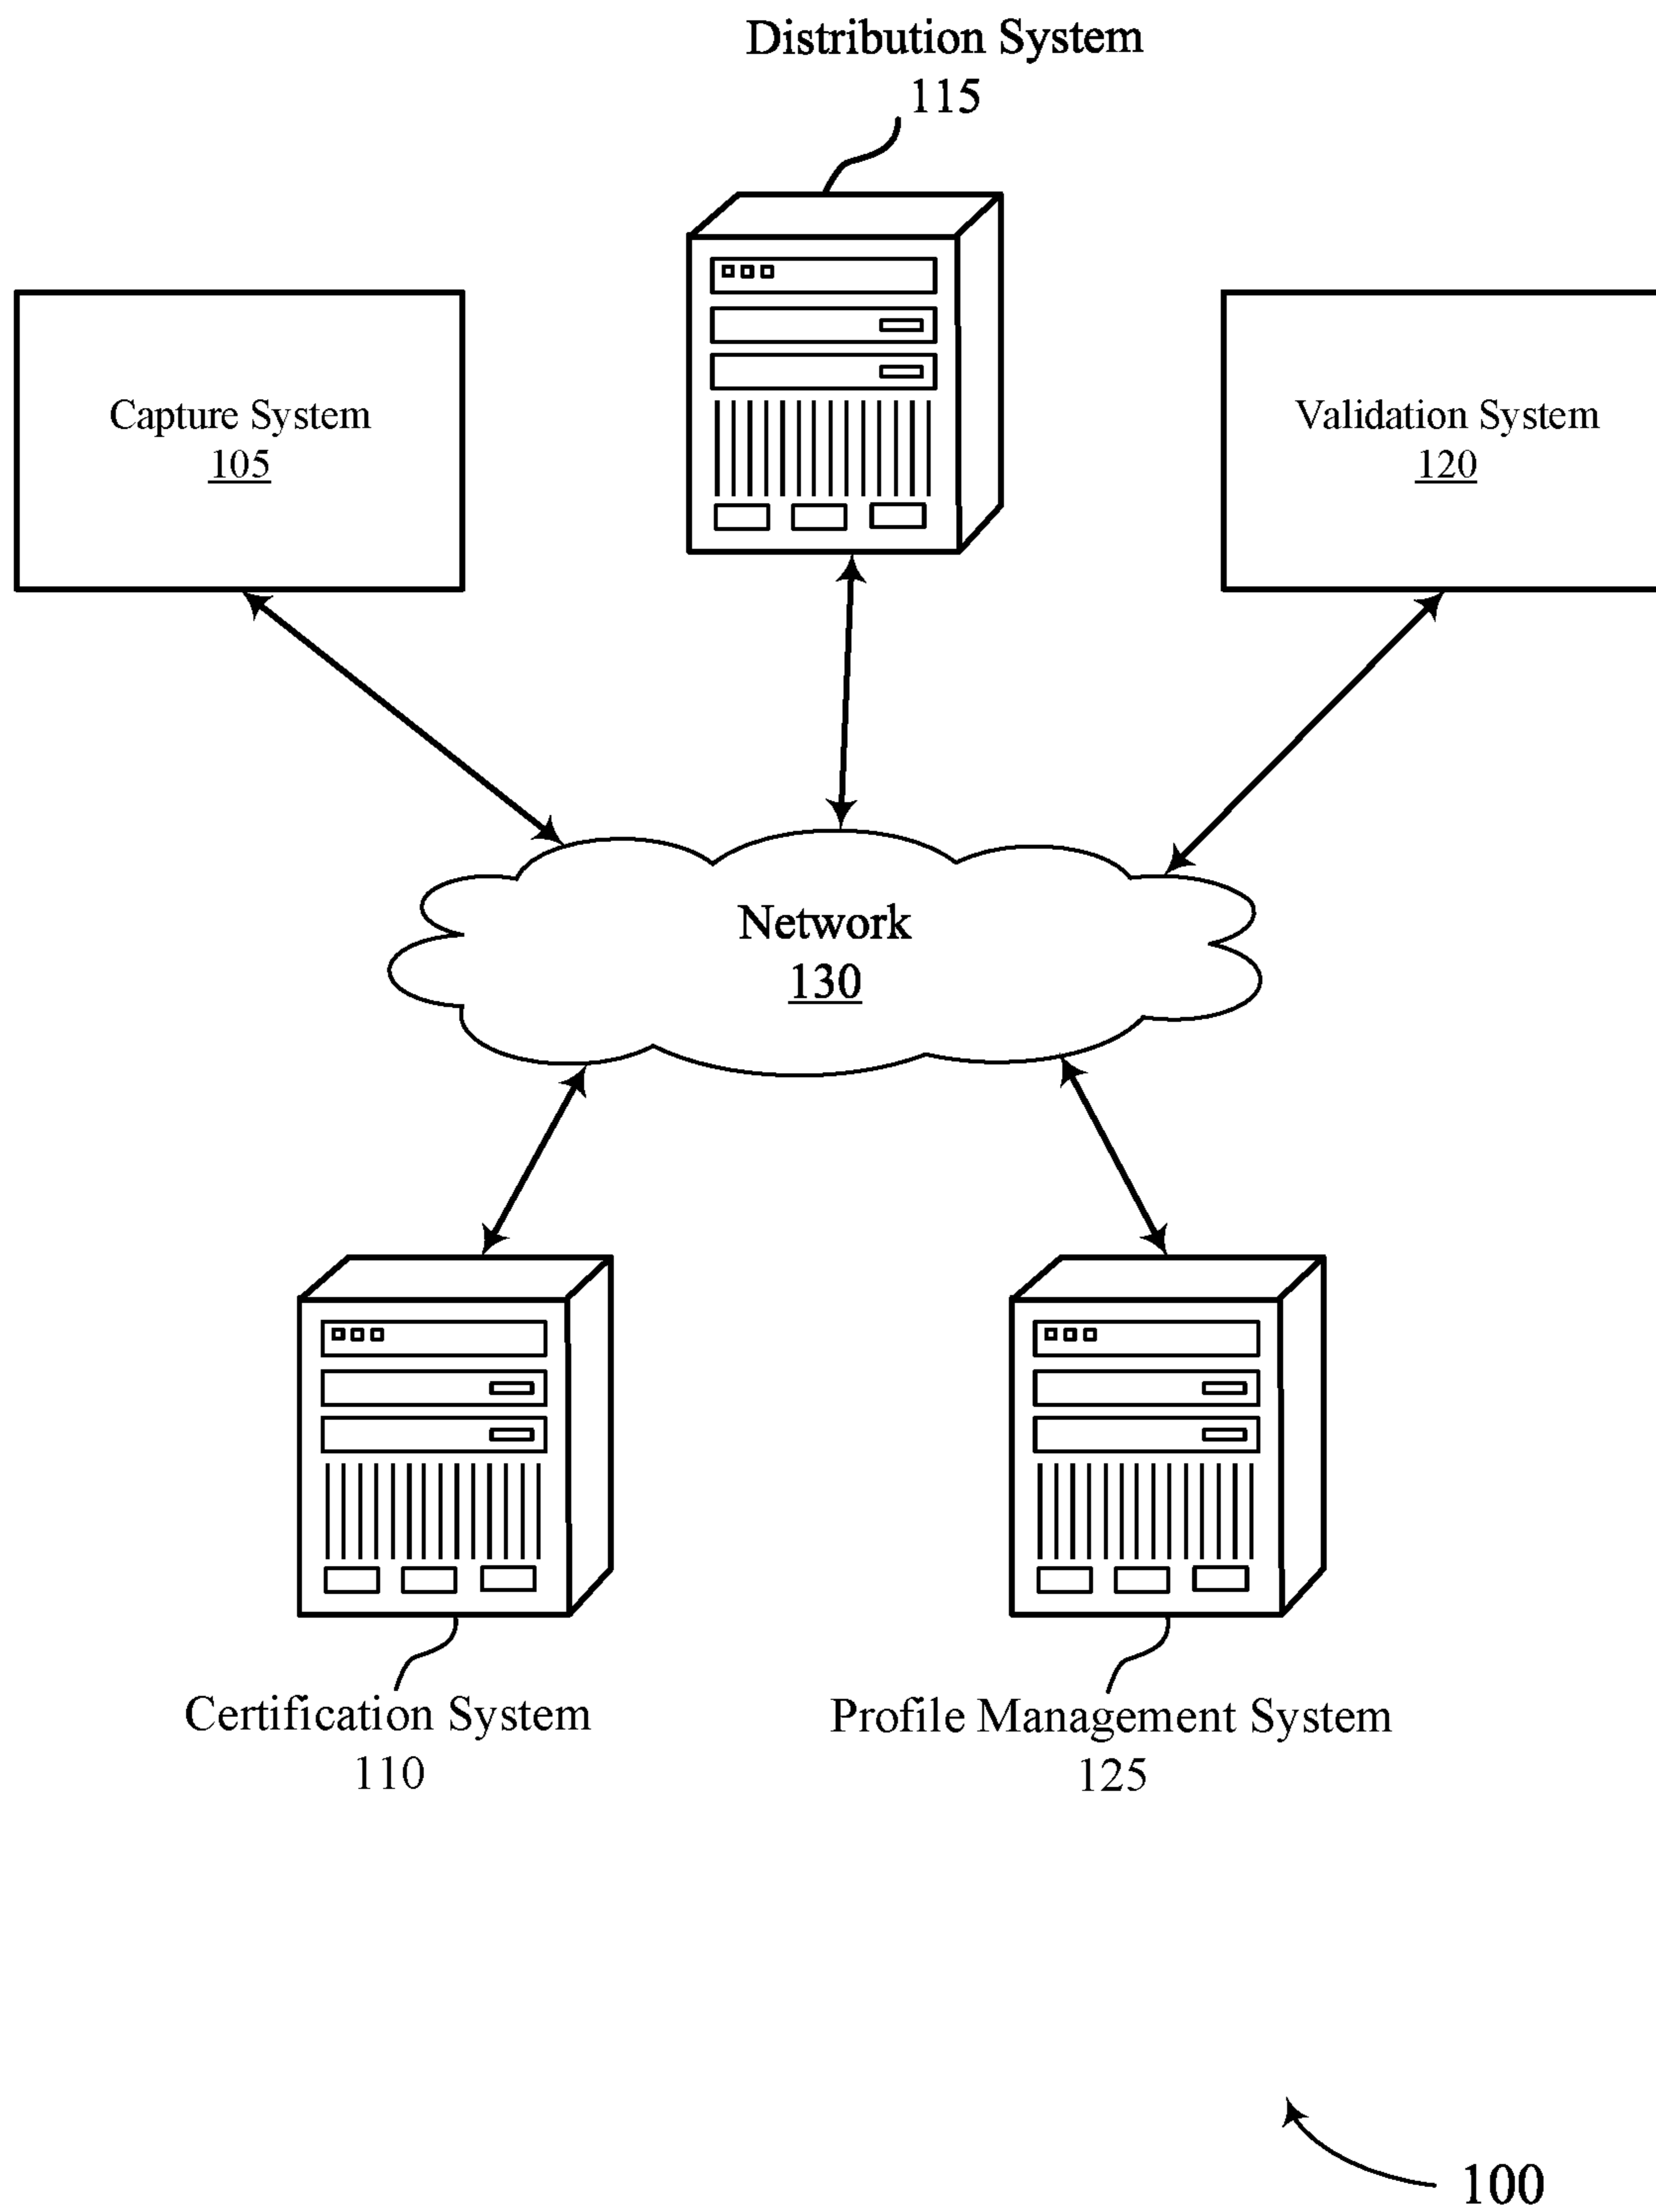 Distribution System
115
Capture System
105
Validation System
120
Network
130
Certification System
110
Profile Management System
125
100